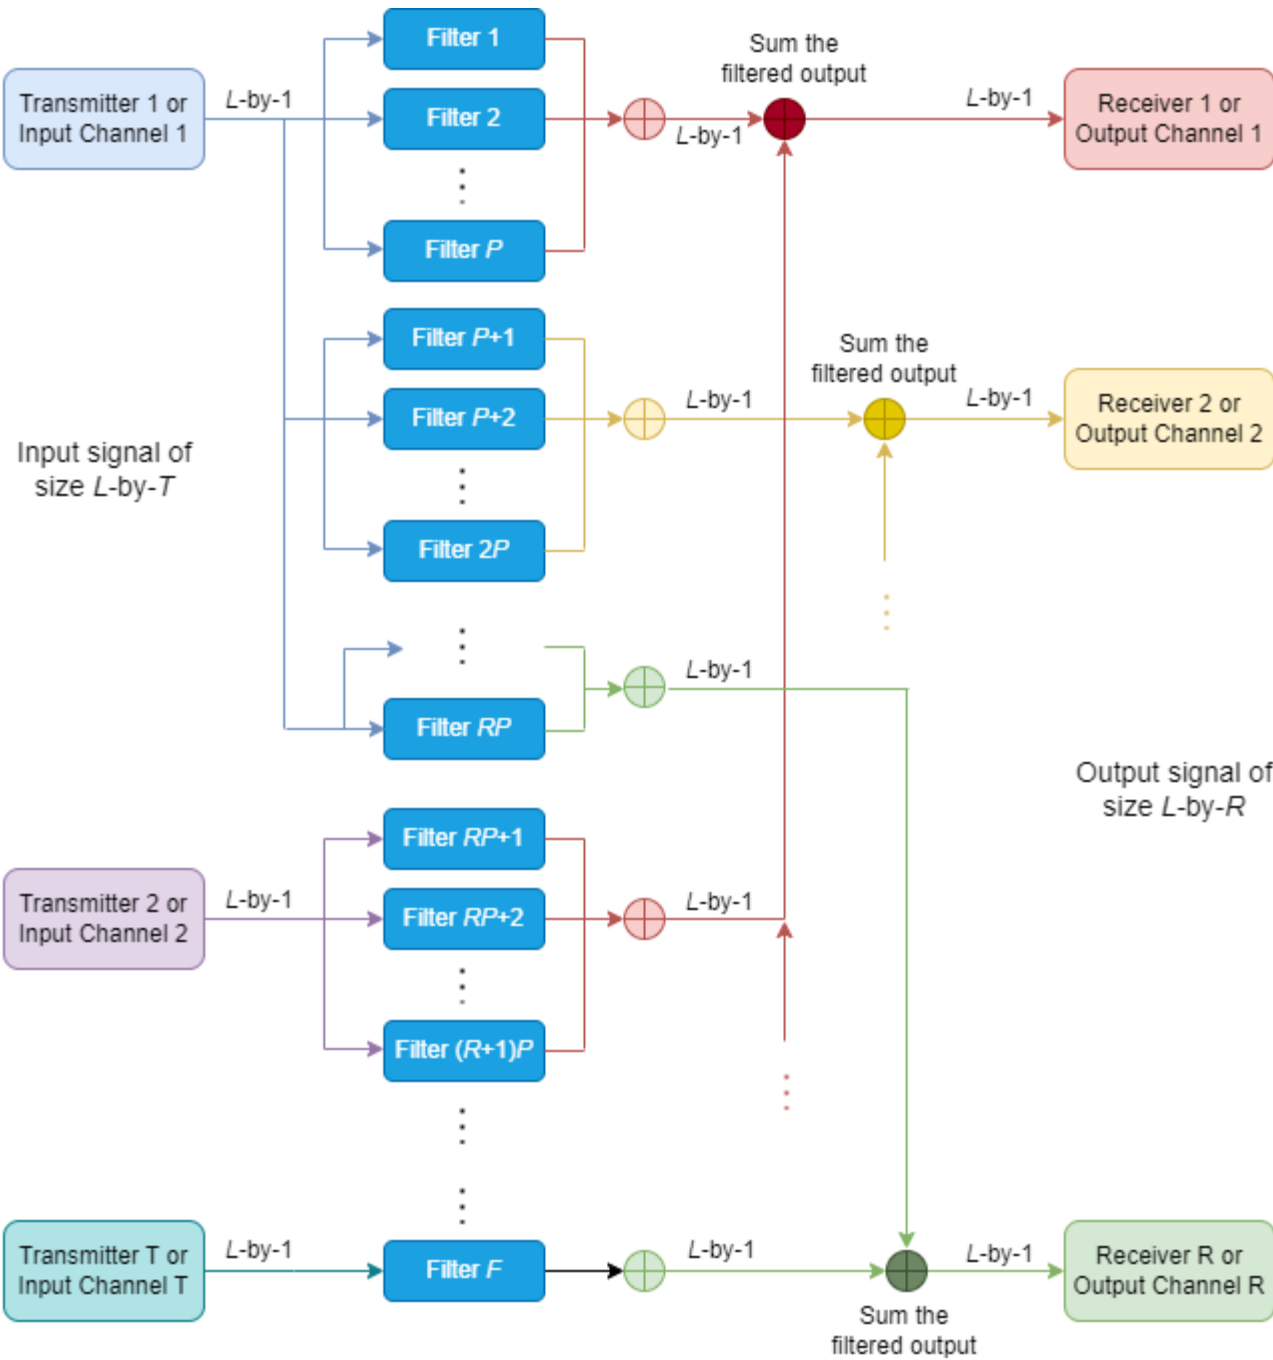 Filter 1
Sum the
filtered output
Transmitter 1 or
Input Channel 1
L-by-1
Filter 2
L-by-1
L-by-1
Receiver 1 or
Output Channel 1
Filter P
Filter P+1
Sum the
filtered output
Filter P+2
L-by-1
L-by-1
Receiver 2 or
Output Channel 2
Input signal of
size L-by-T
Filter 2P
L-by-1
Filter RP
Output signal of
size L-by-R
Filter RP+1
Transmitter 2 or
Input Channel 2
L-by-1
Filter RP+2
L-by-1
Filter (R+1)P
Transmitter T or
Input Channel T
L-by-1
Filter F
L-by-1
L-by-1
Receiver R or
Output Channel R
Sum the
filtered output